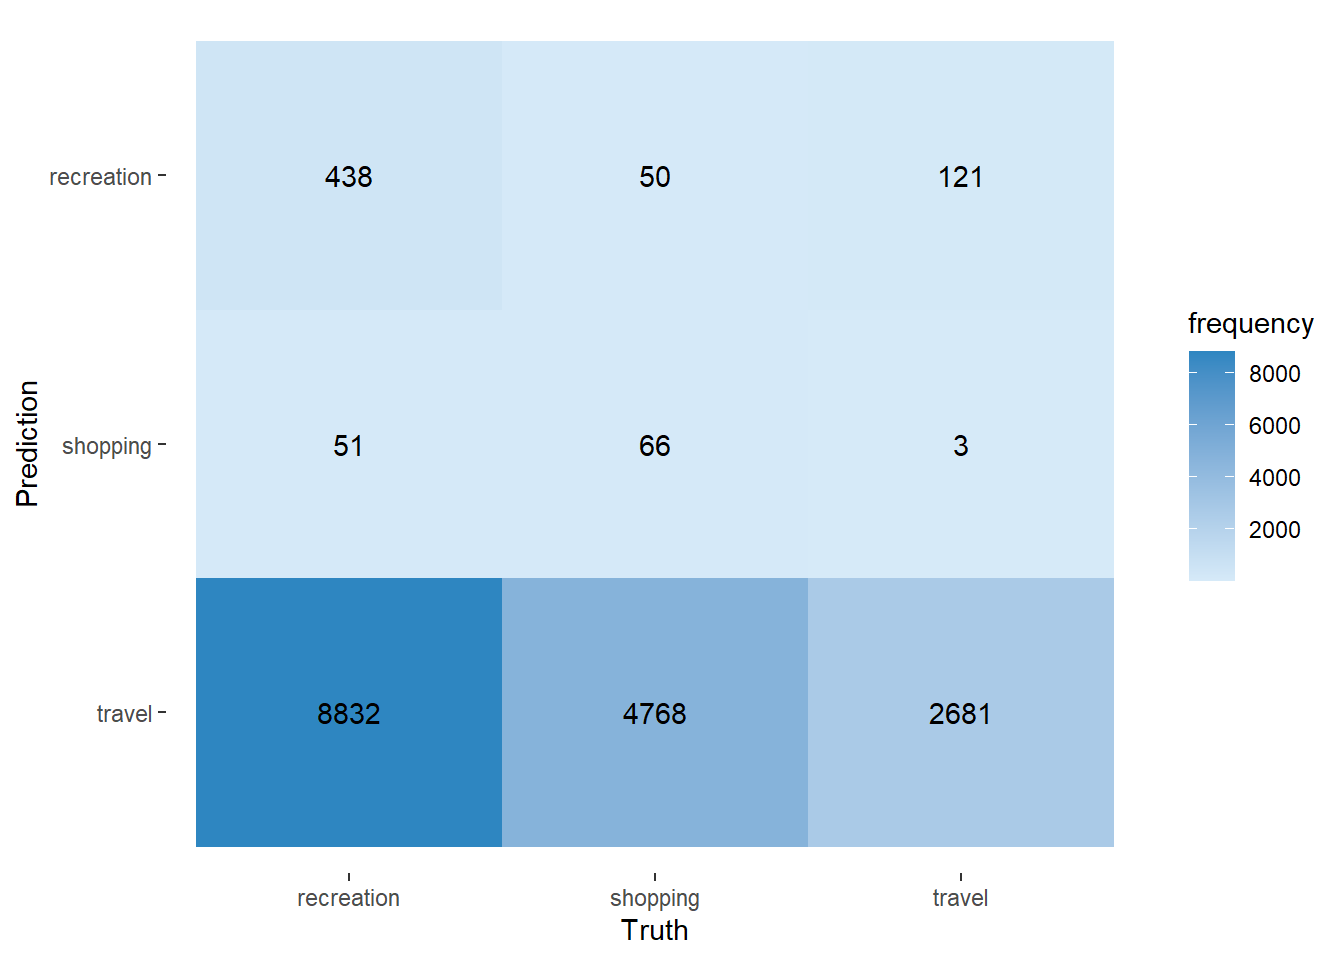 recreation
438
50
121
frequency
8000
6000
4000
2000
Prediction
shopping
51
66
3
travel
8832
4768
2681
recreation
shopping
travel
Truth